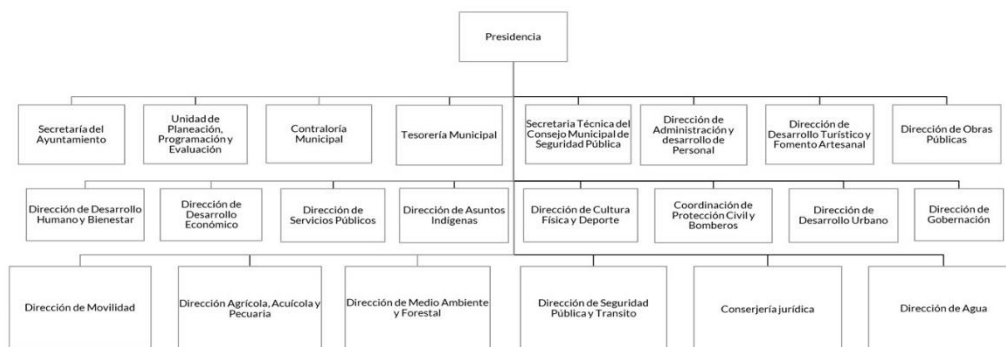 Presidencia
Secretaría del
Ayuntamiento
Unidad de
Planeación,
Programación y
Evaluación
Contraloría
Municipal
Tesorería Municipal
Secretaria Técnica del
Consejo Municipal de
Seguridad Pública
Dirección de
Administración y
desarrollo de
Personal
Dirección de
Desarrollo Turístico y
Fomento Artesanal
Dirección de Obras
Públicas
Dirección de Desarrollo
Humano y Bienestar
Dirección de
Desarrollo
Económico
Dirección de
Servicios Públicos
Dirección de Asuntos
Indígenas
Dirección de Cultura
Física y Deporte
Coordinación de
Protección Civil y
Bomberos
Dirección de
Desarrollo Urbano
Dirección de
Gobernación
Dirección de Movilidad
Dirección Agrícola, Acuícola y
Pecuaria
Dirección de Medio Ambiente
y Forestal
Dirección de Seguridad
Pública y Transito
Conserjería jurídica
Dirección de Agua